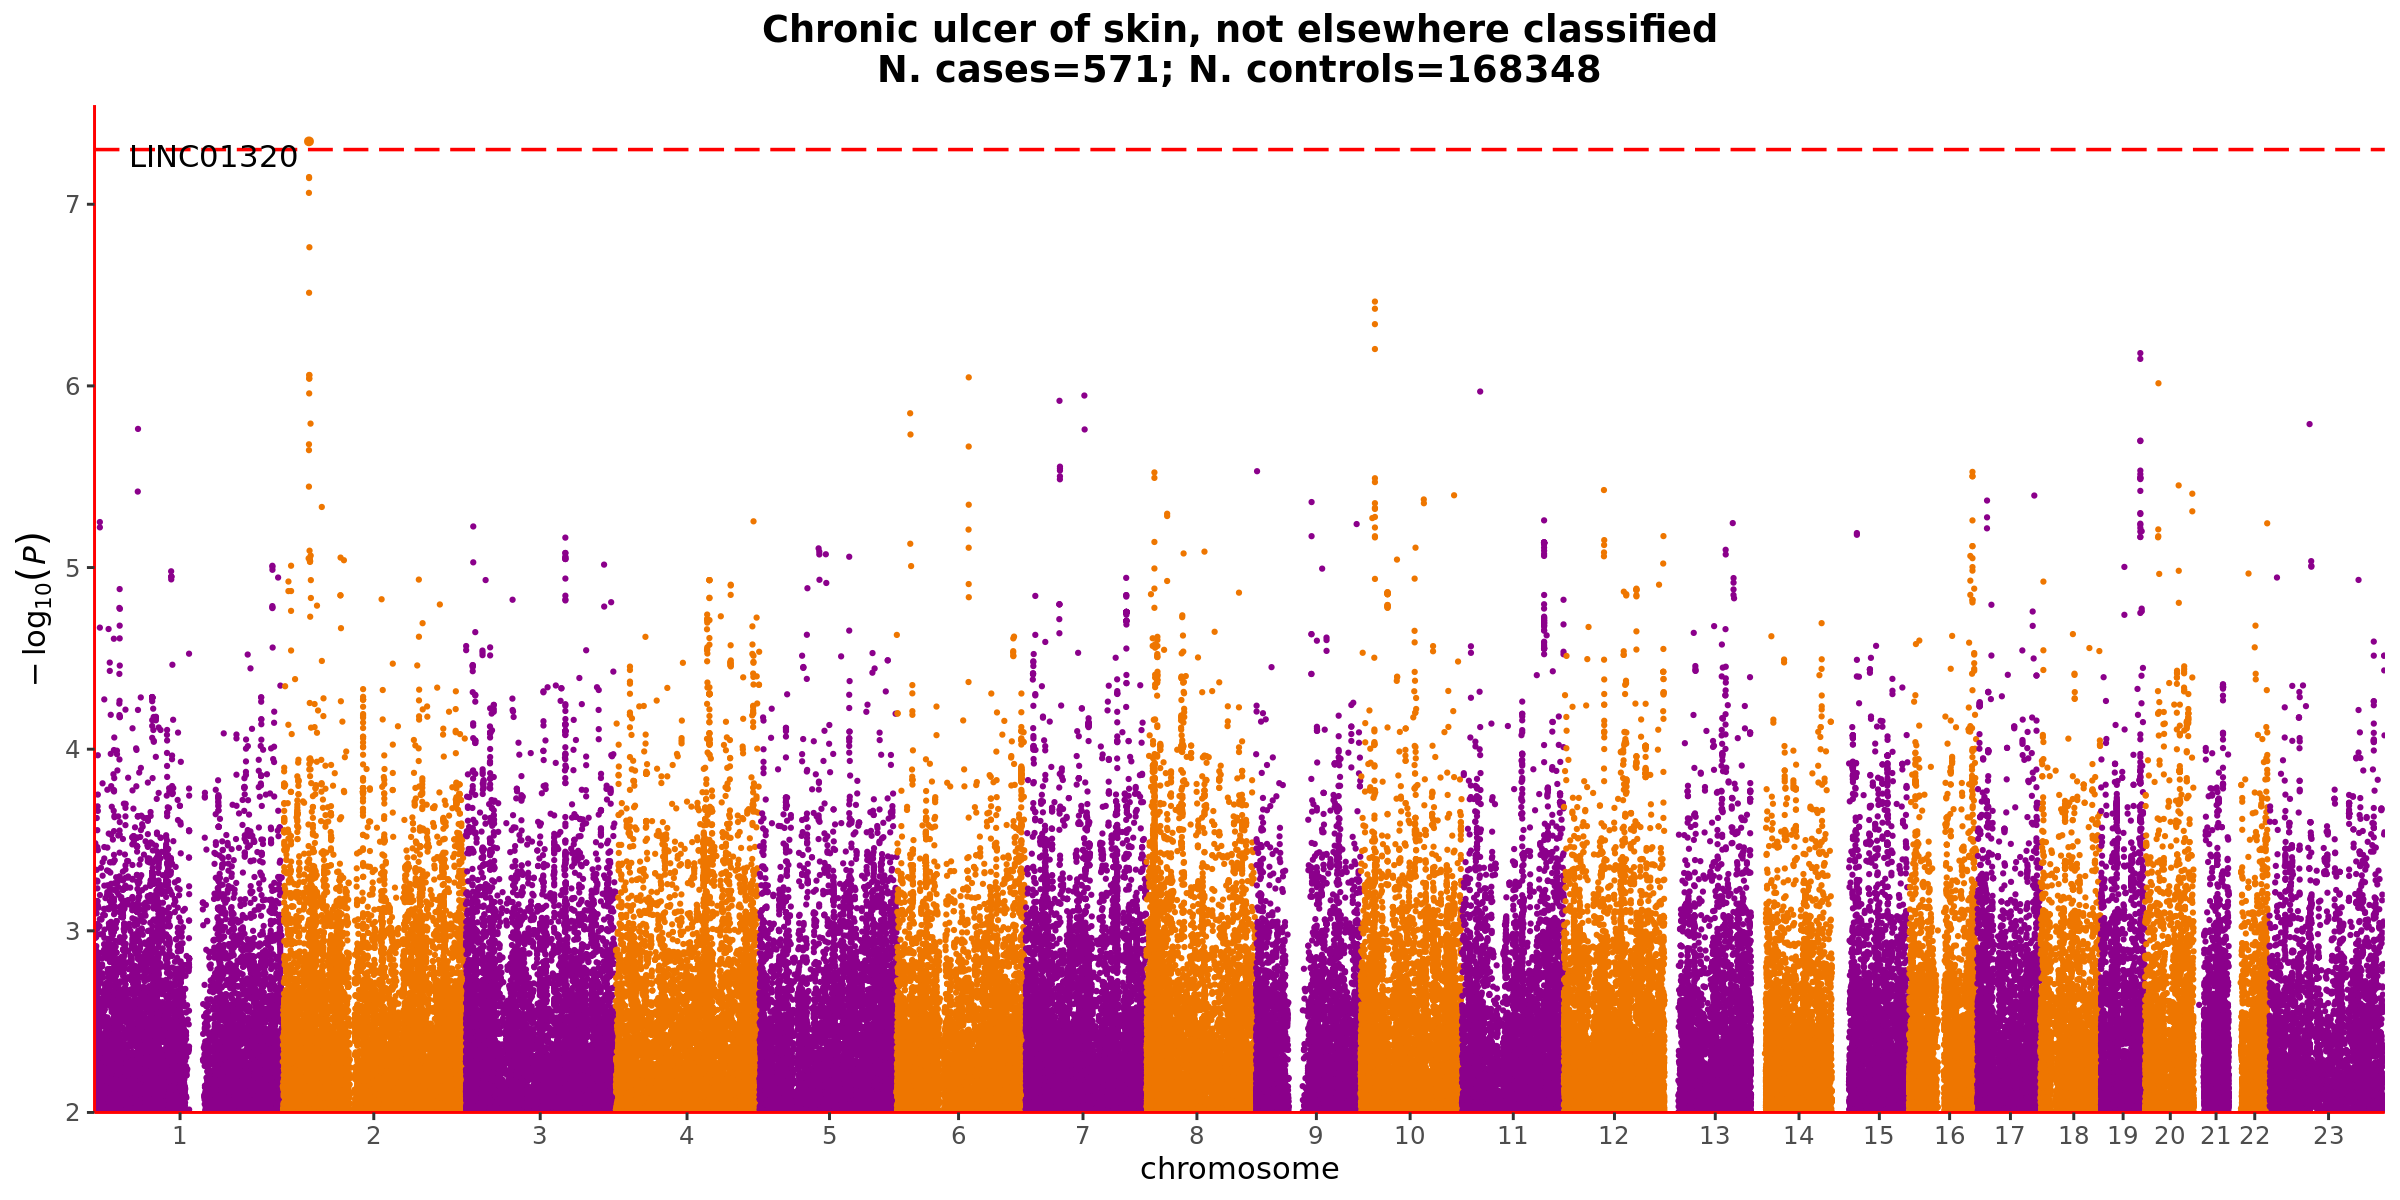 Chronic ulcer of skin, not elsewhere classified
N. cases=571; N. controls=168348
LINC01320
7
6
5
4
3
2
−log10(P)
1 2 3 4 5 6 7 8 9 10 11 12 13 14 15 16 17 18 19 20 21 22 23
chromosome